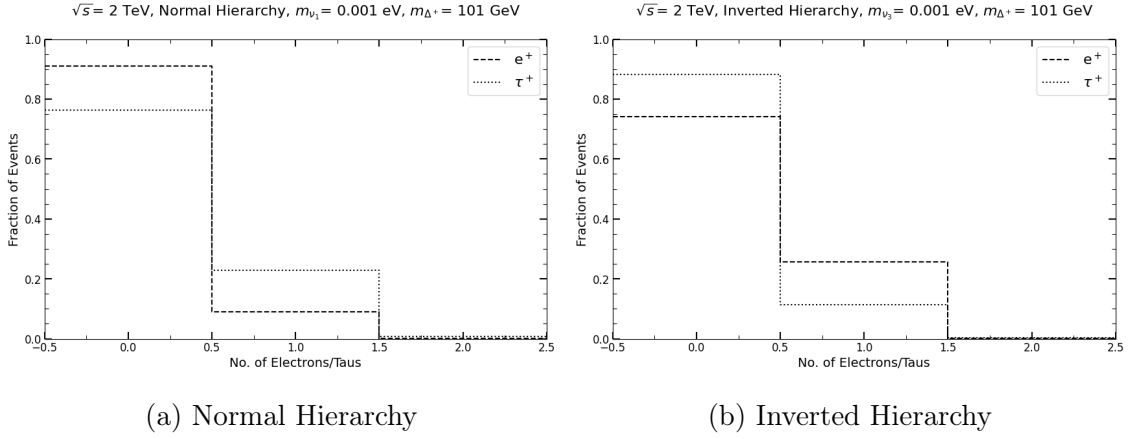 √s = 2 TeV, Normal Hierarchy, mν₁ = 0.001 eV, mΔ⁺ = 101 GeV
1.0
0.8
0.6
0.4
0.2
0.0
Fraction of Events
e⁺
τ⁺
−0.5 0.0 0.5 1.0 1.5 2.0 2.5
No. of Electrons/Taus
(a) Normal Hierarchy
√s = 2 TeV, Inverted Hierarchy, mν₃ = 0.001 eV, mΔ⁺ = 101 GeV
1.0
0.8
0.6
0.4
0.2
0.0
Fraction of Events
e⁺
τ⁺
−0.5 0.0 0.5 1.0 1.5 2.0 2.5
No. of Electrons/Taus
(b) Inverted Hierarchy